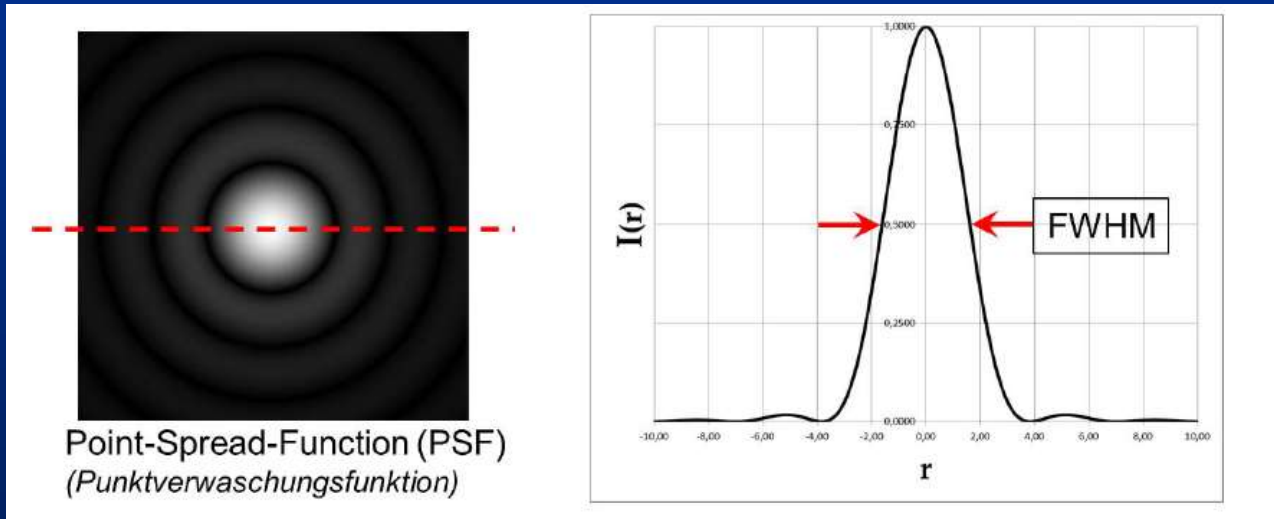 Point-Spread-Function (PSF)
(Punktverwaschungsfunktion)
1,0000
0,7500
I(r)
0,5000
FWHM
0,2500
0,0000
-10,00 -8,00 -6,00 -4,00 -2,00 0,00 2,00 4,00 6,00 8,00 10,00
r